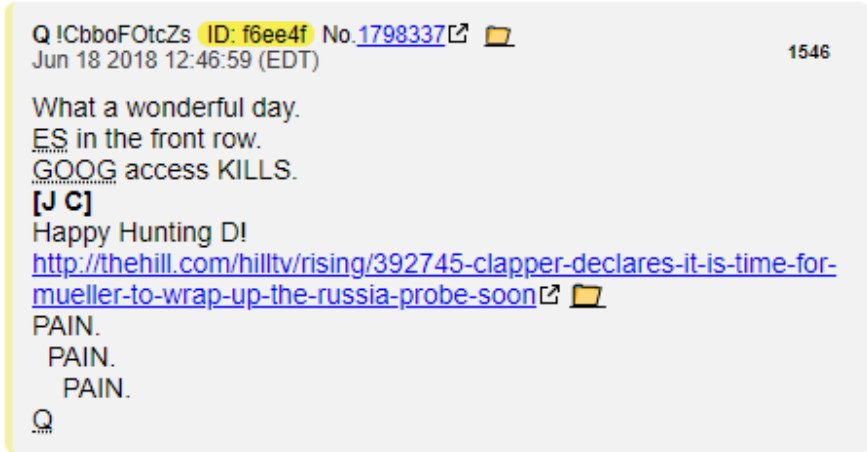 Q !CbboFOtcZs ID: f6ee4f No.1798337
Jun 18 2018 12:46:59 (EDT)
1546
What a wonderful day.
ES in the front row.
GOOG access KILLS.
[J C]
Happy Hunting D!
http://thehill.com/hilltv/rising/392745-clapper-declares-it-is-time-for-
mueller-to-wrap-up-the-russia-probe-soon
PAIN.
PAIN.
PAIN.
Q